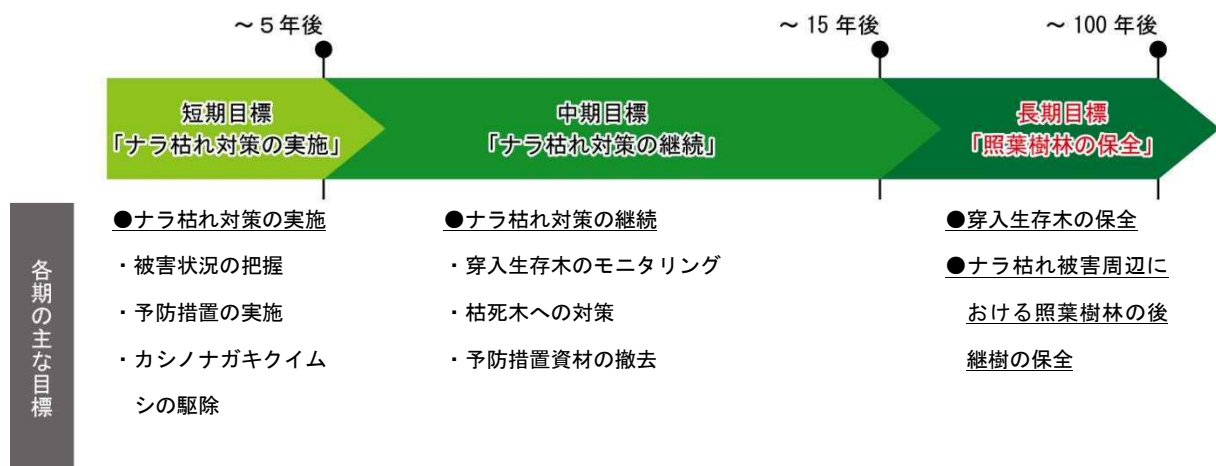 ～５年後
～15 年後
～100 年後
短期目標
「ナラ枯れ対策の実施」
中期目標
「ナラ枯れ対策の継続」
長期目標
「照葉樹林の保全」
各期の主な目標
●ナラ枯れ対策の実施
・被害状況の把握
・予防措置の実施
・カシノナガキクイム
シの駆除
●ナラ枯れ対策の継続
・穿入生存木のモニタリング
・枯死木への対策
・予防措置資材の撤去
●穿入生存木の保全
●ナラ枯れ被害周辺に
おける照葉樹林の後
継樹の保全